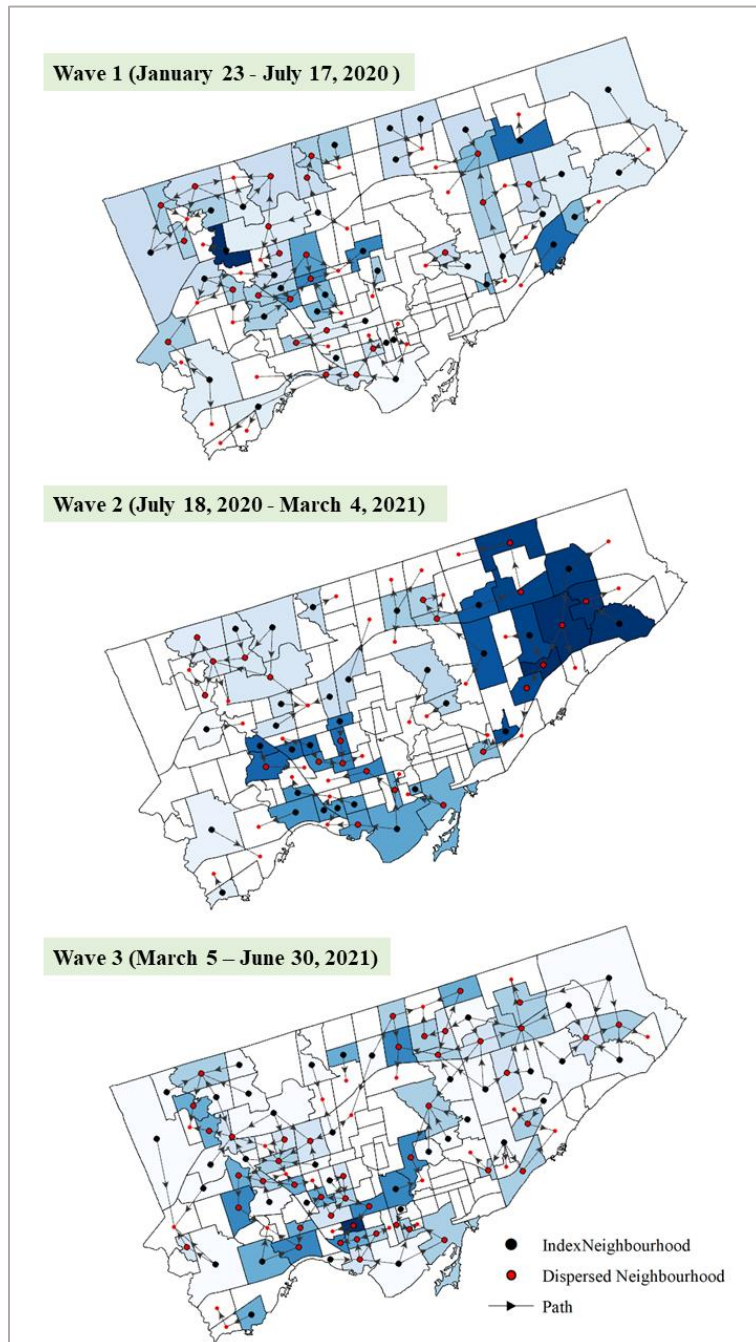 Wave 1 (January 23 - July 17, 2020 )
Wave 2 (July 18, 2020 - March 4, 2021)
Wave 3 (March 5 – June 30, 2021)
IndexNeighbourhood
Dispersed Neighbourhood
Path